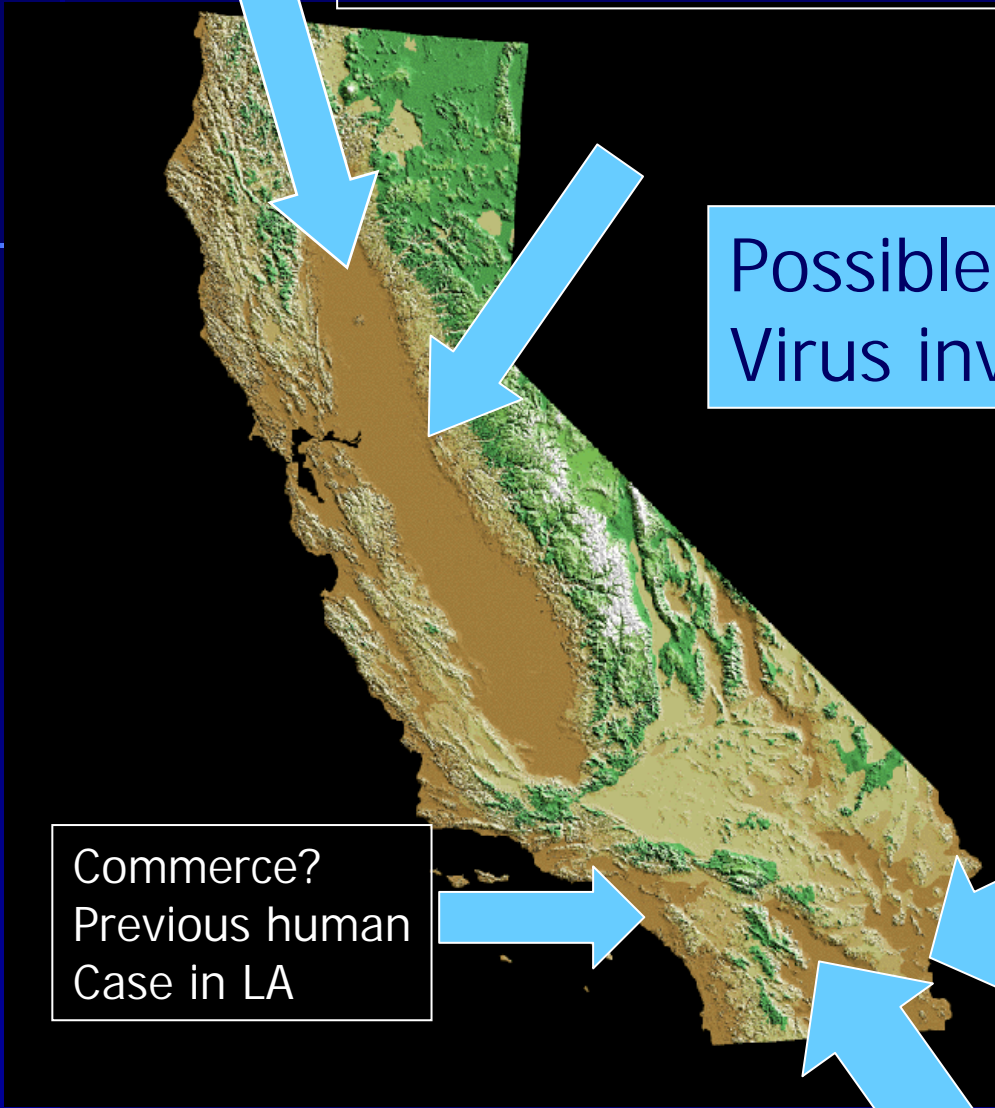 Possible
Virus inv
Commerce?
Previous human
Case in LA